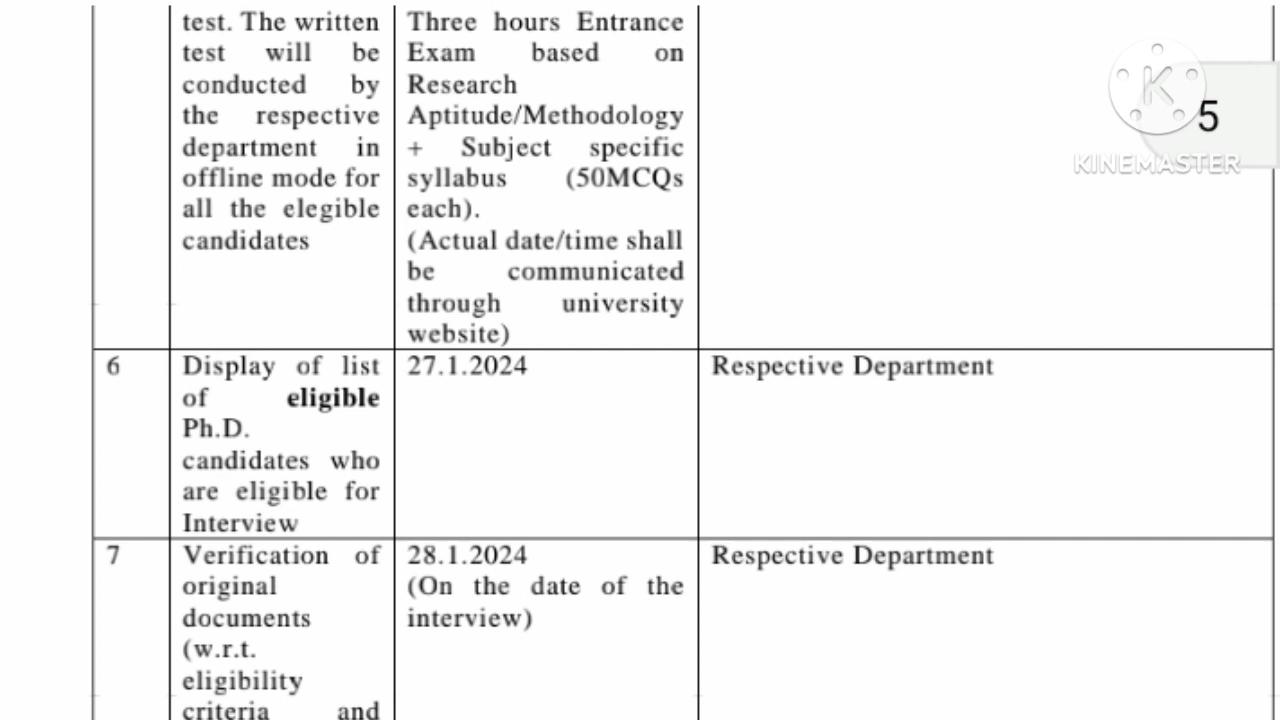 test. The written
test will be
conducted by
the respective
department in
offline mode for
all the elegible
candidates
Three hours Entrance
Exam based on
Research
Aptitude/Methodology
+ Subject specific
syllabus (50MCQs
each).
(Actual date/time shall
be communicated
through university
website)
K
5
KINEMASTER
6
Display of list
of eligible
Ph.D.
candidates who
are eligible for
Interview
27.1.2024
Respective Department
7
Verification of
original
documents
(w.r.t.
eligibility
criteria and
28.1.2024
(On the date of the
interview)
Respective Department